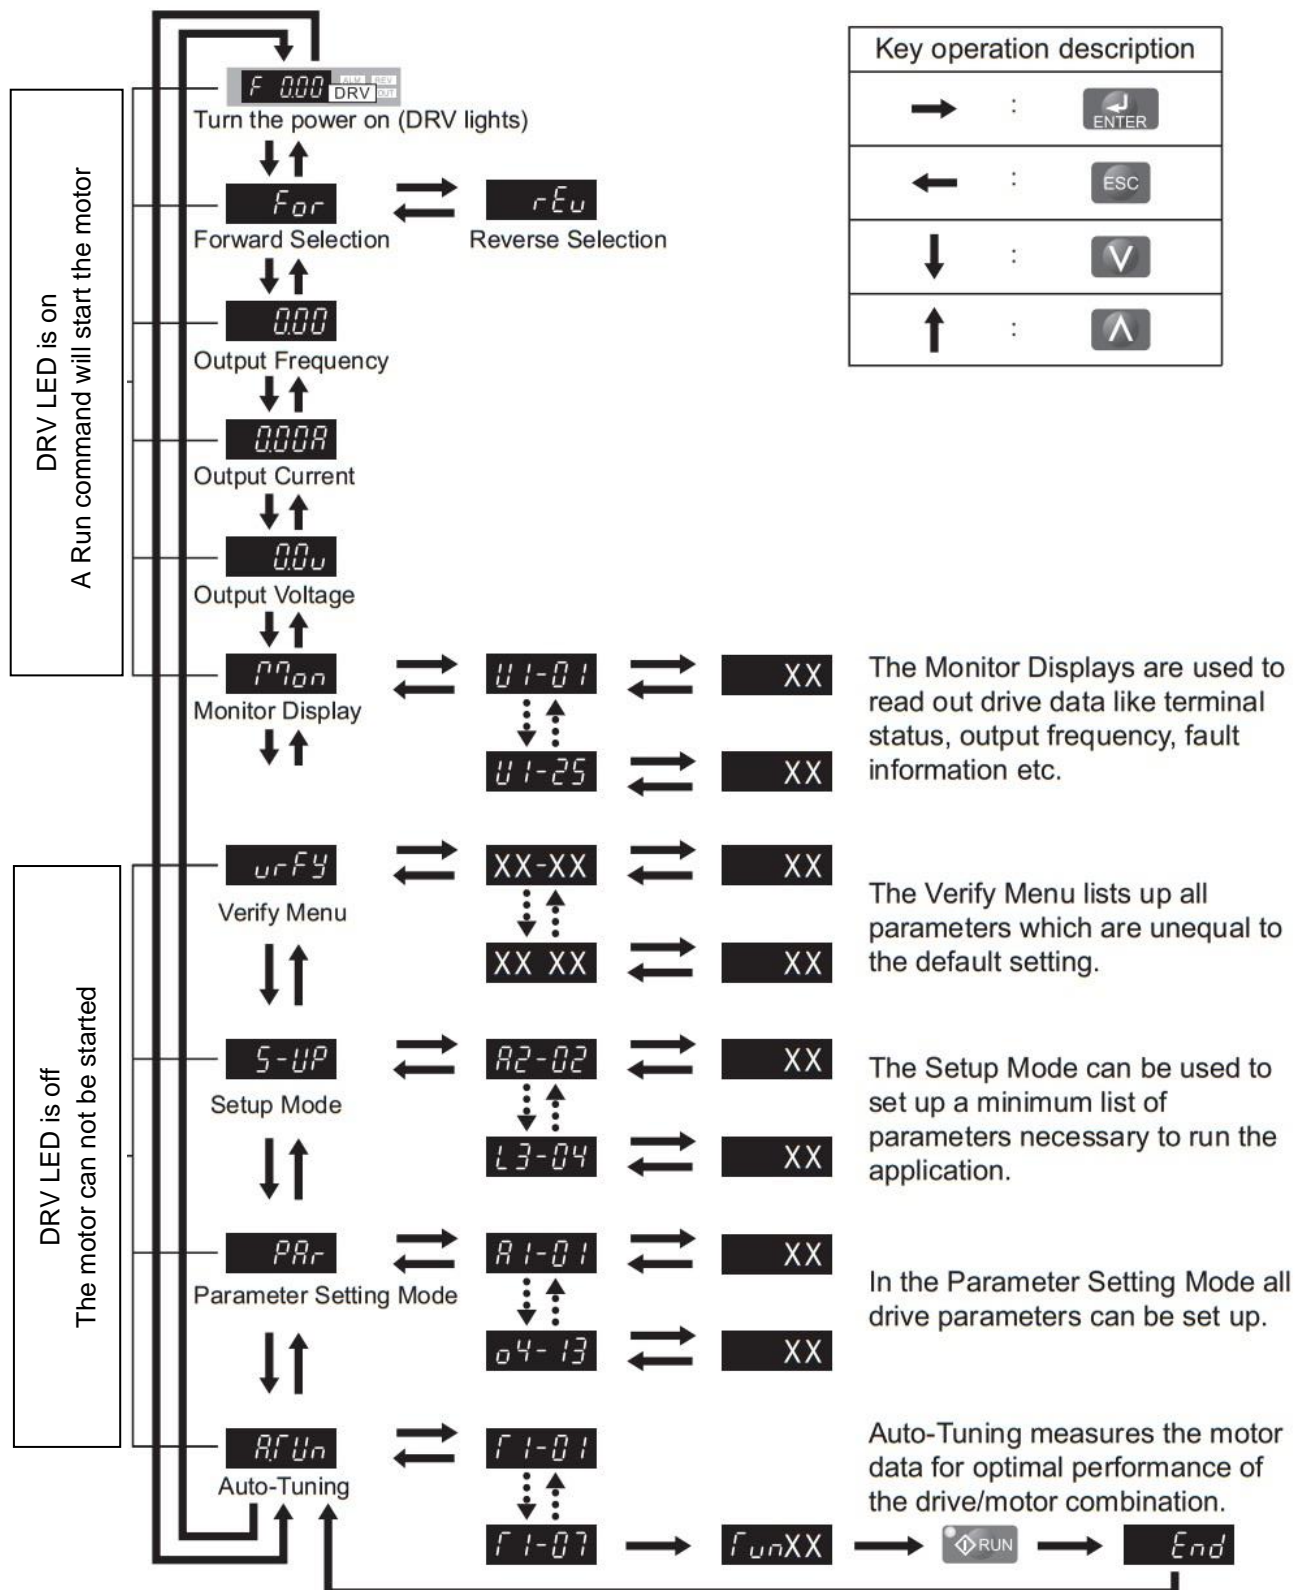 Key operation description
→ : ENTER
← : ESC
↓ : V
↑ : Λ
DRV LED is on
A Run command will start the motor
F 0.00 ALM REV
DRV OUT
Turn the power on (DRV lights)
For
Forward Selection
rEv
Reverse Selection
0.00
Output Frequency
0.00A
Output Current
0.0v
Output Voltage
Mon
Monitor Display
U1-01
XX
U1-25
XX
The Monitor Displays are used to
read out drive data like terminal
status, output frequency, fault
information etc.
DRV LED is off
The motor can not be started
vrFY
Verify Menu
XX-XX
XX
XX XX
XX
The Verify Menu lists up all
parameters which are unequal to
the default setting.
S-UP
Setup Mode
A2-02
XX
L3-04
XX
The Setup Mode can be used to
set up a minimum list of
parameters necessary to run the
application.
PAr
Parameter Setting Mode
A1-01
XX
o4-13
XX
In the Parameter Setting Mode all
drive parameters can be set up.
A.TUn
Auto-Tuning
T1-01
T1-07
TunXX
RUN
End
Auto-Tuning measures the motor
data for optimal performance of
the drive/motor combination.